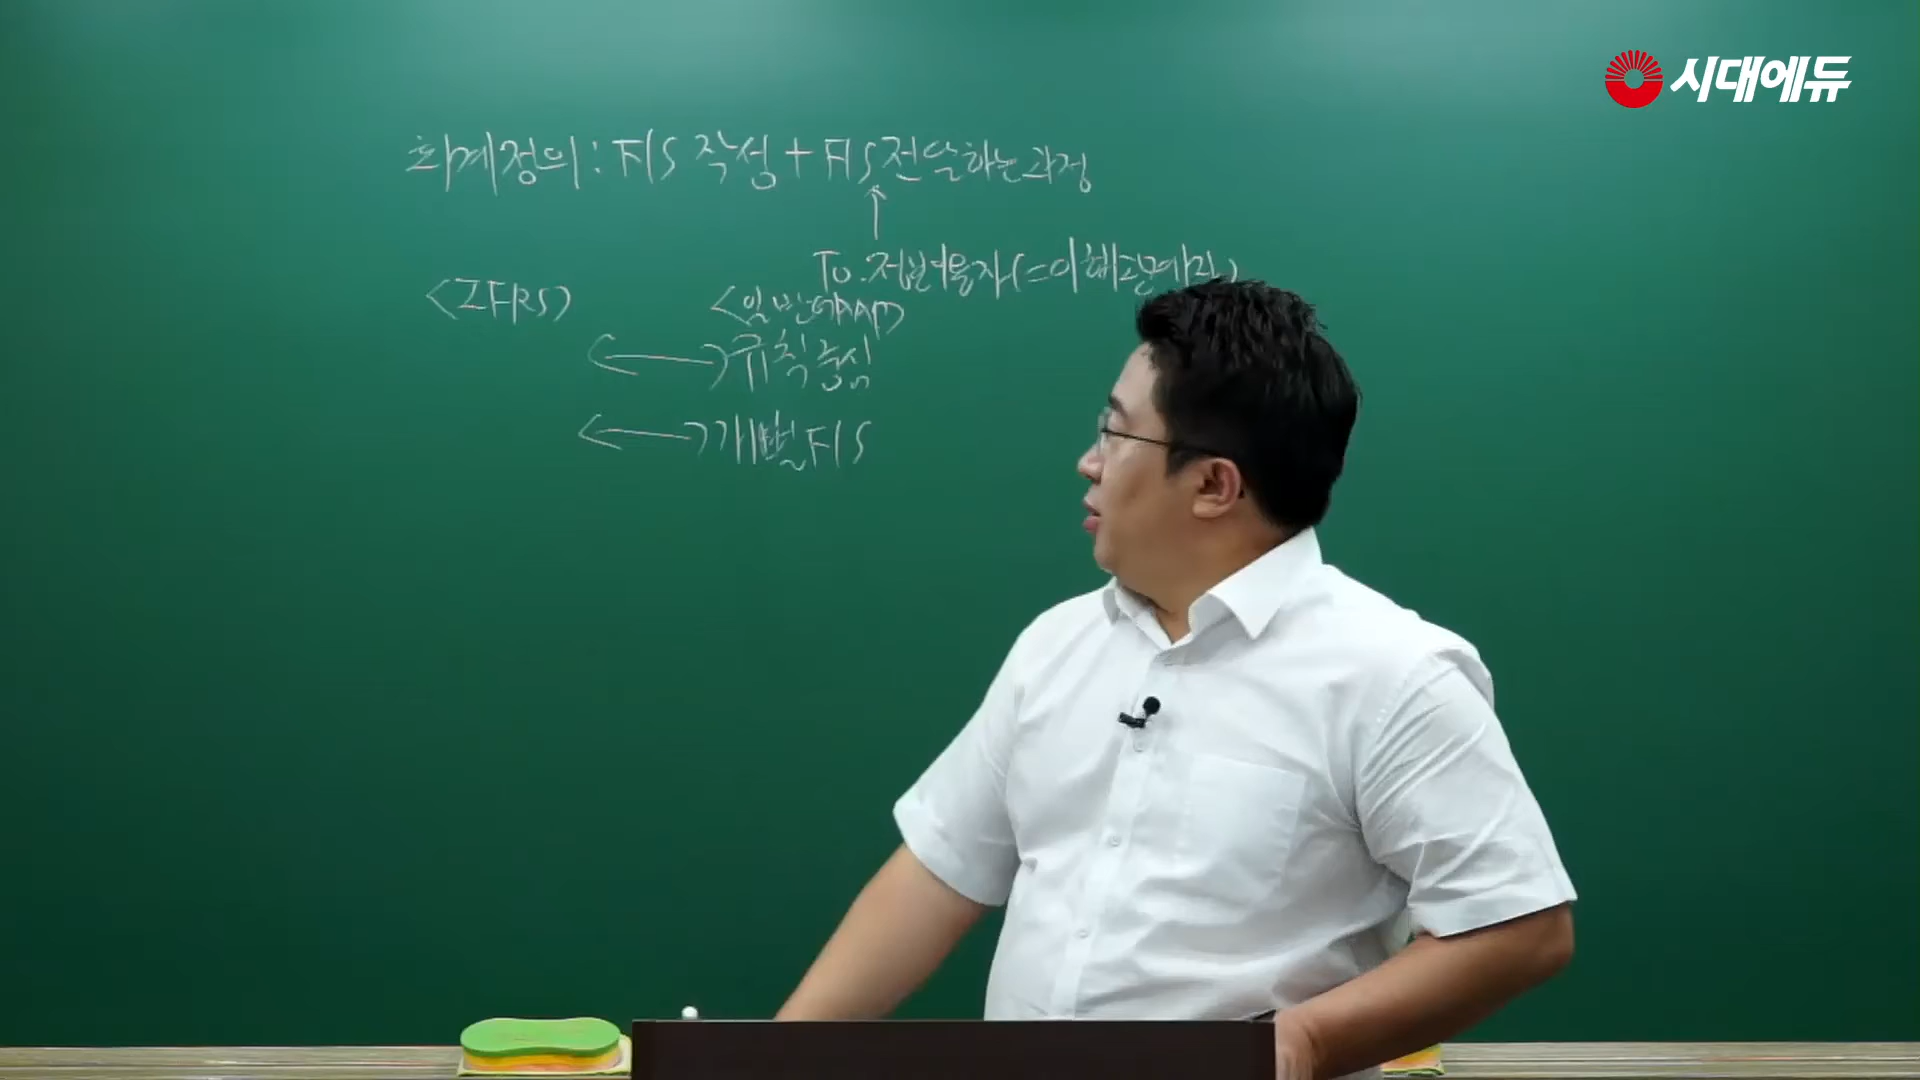 시대에듀
회계정의 : F/S 작성 + F/S 전달하는 과정
↑
To. 정보이용자(=이해관계자)
<IFRS> <일반GAAP>
←→ 규칙중심
←→ 개별F/S